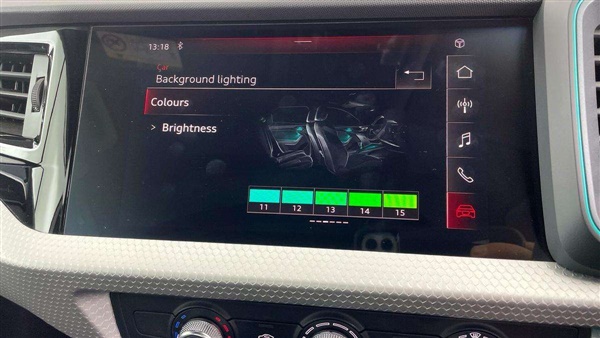 13:18
Car
Background lighting
Colours
> Brightness
11 12 13 14 15